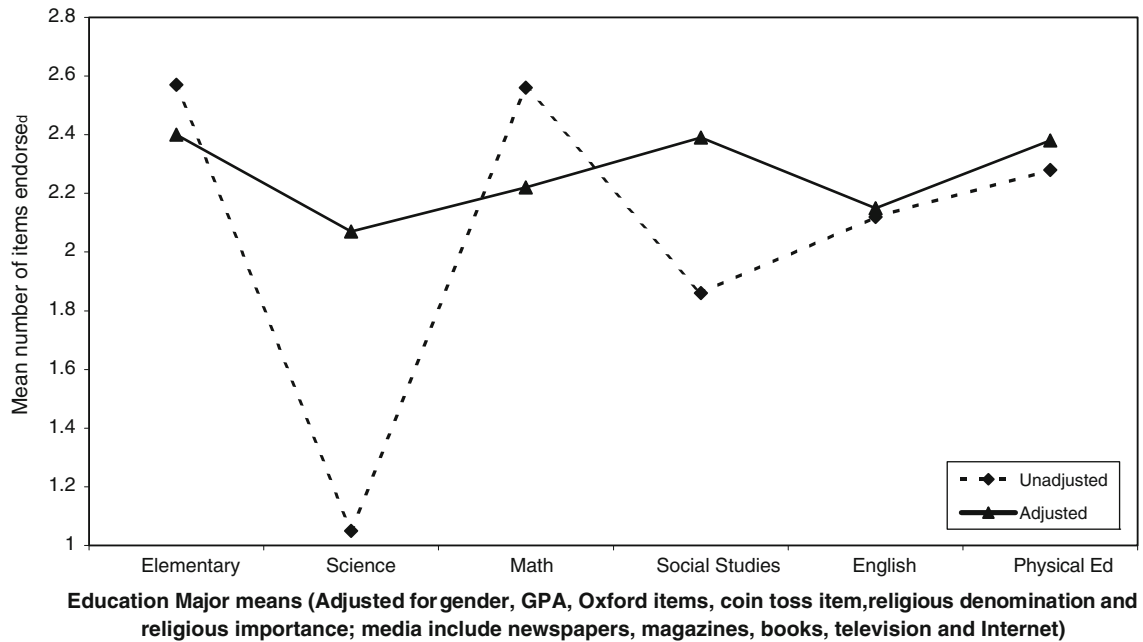 2.8
2.6
2.4
2.2
2
1.8
1.6
1.4
1.2
1
Mean number of items endorsed
Unadjusted
Adjusted
Elementary Science Math Social Studies English Physical Ed
Education Major means (Adjusted for gender, GPA, Oxford items, coin toss item,religious denomination and
religious importance; media include newspapers, magazines, books, television and Internet)